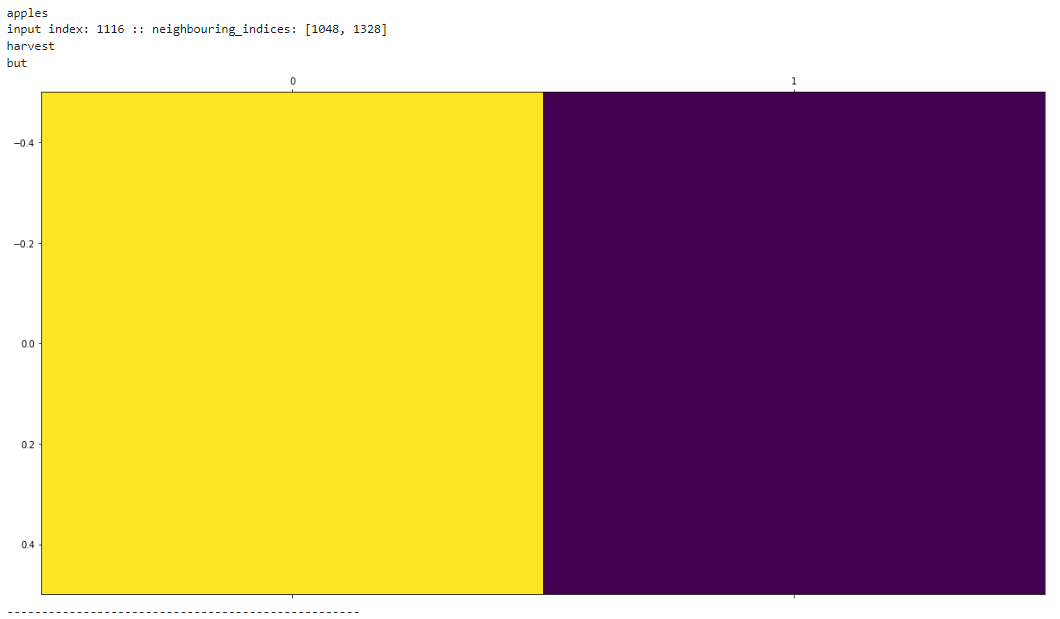 apples
input index: 1116 :: neighbouring_indices: [1048, 1328]
harvest
but
0 1
−0.4
−0.2
0.0
0.2
0.4
---------------------------------------------------